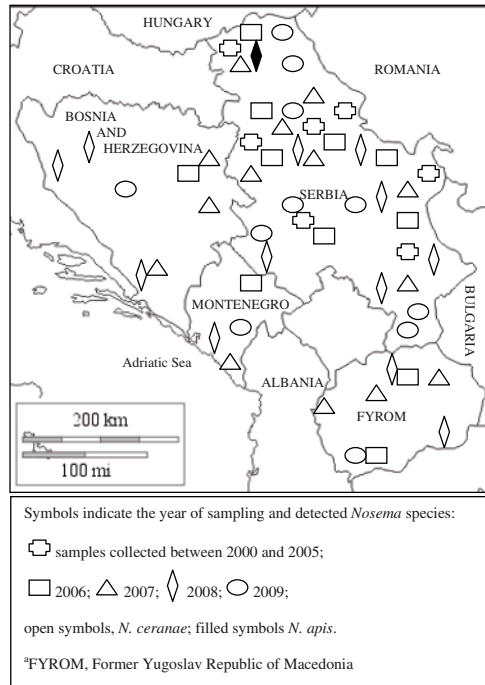 HUNGARY
CROATIA
ROMANIA
BOSNIA
AND
HERZEGOVINA
SERBIA
MONTENEGRO
BULGARIA
Adriatic Sea
ALBANIA
FYROM
200 km
100 mi
Symbols indicate the year of sampling and detected Nosema species:
samples collected between 2000 and 2005;
2006; 2007; 2008; 2009;
open symbols, N. ceranae; filled symbols N. apis.
ᵃFYROM, Former Yugoslav Republic of Macedonia